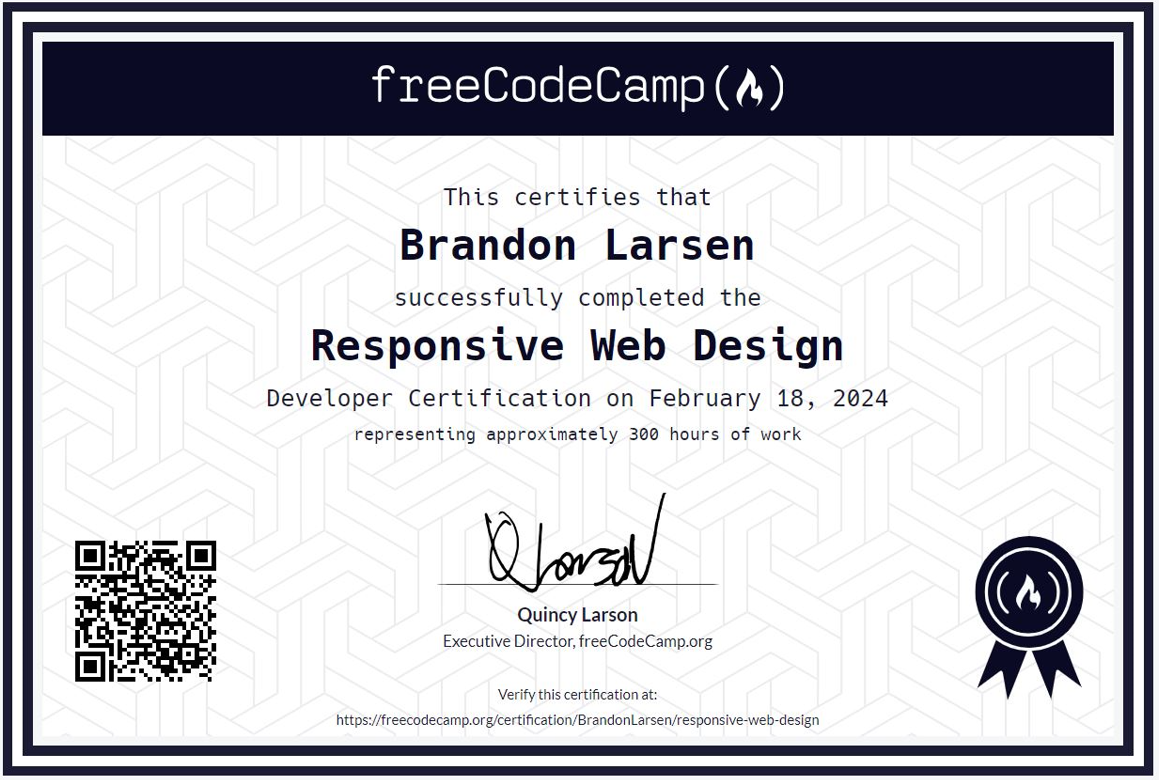 freeCodeCamp
This certifies that
Brandon Larsen
successfully completed the
Responsive Web Design
Developer Certification on February 18, 2024
representing approximately 300 hours of work
Q Larson
Quincy Larson
Executive Director, freeCodeCamp.org
Verify this certification at:
https://freecodecamp.org/certification/BrandonLarsen/responsive-web-design